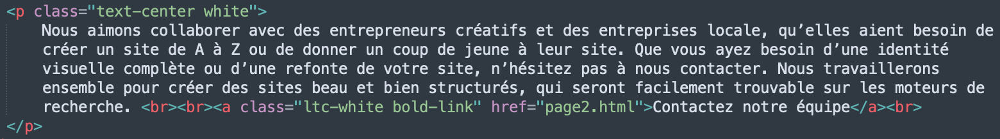 <p class="text-center white">
Nous aimons collaborer avec des entrepreneurs créatifs et des entreprises locale, qu’elles aient besoin de
créer un site de A à Z ou de donner un coup de jeune à leur site. Que vous ayez besoin d’une identité
visuelle complète ou d’une refonte de votre site, n’hésitez pas à nous contacter. Nous travaillerons
ensemble pour créer des sites beau et bien structurés, qui seront facilement trouvable sur les moteurs de
recherche. <br><br><a class="ltc-white bold-link" href="page2.html">Contactez notre équipe</a><br>
</p>